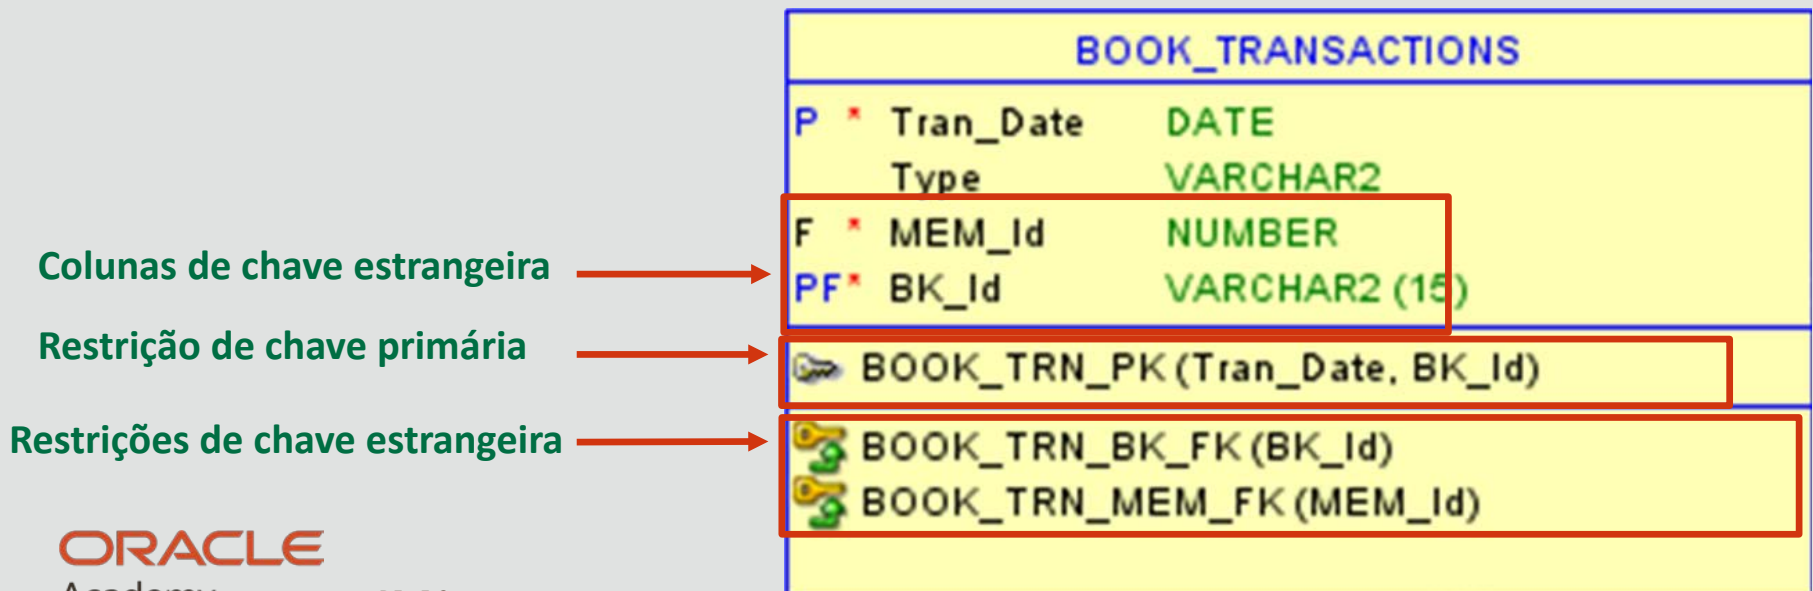 BOOK_TRANSACTIONS
P * Tran_Date DATE
Type VARCHAR2
F * MEM_Id NUMBER
PF* BK_Id VARCHAR2 (15)
Colunas de chave estrangeira
Restrição de chave primária
BOOK_TRN_PK (Tran_Date, BK_Id)
Restrições de chave estrangeira
BOOK_TRN_BK_FK (BK_Id)
BOOK_TRN_MEM_FK (MEM_Id)
ORACLE
Academy